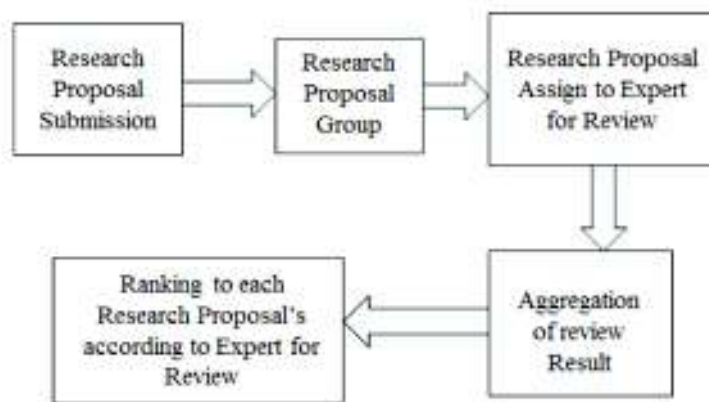 Research
Proposal
Submission
Research
Proposal
Group
Research Proposal
Assign to Expert
for Review
Aggregation
of review
Result
Ranking to each
Research Proposal's
according to Expert for
Review